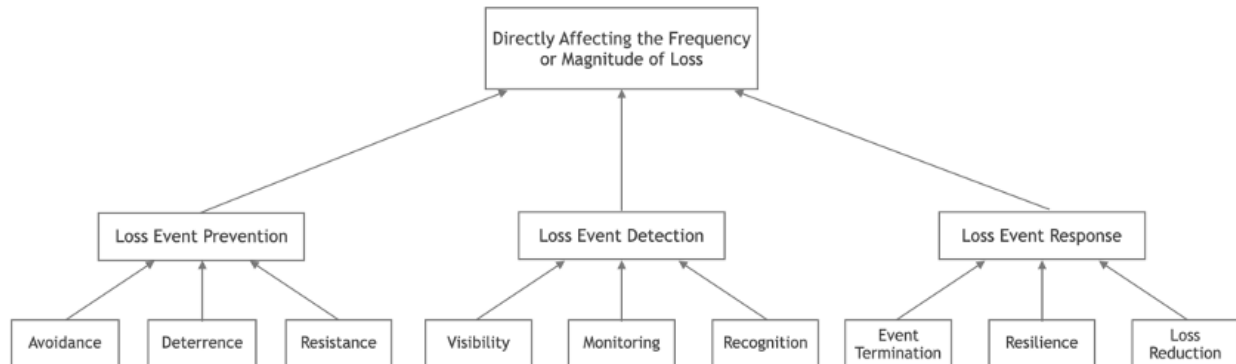 Directly Affecting the Frequency
or Magnitude of Loss
Loss Event Prevention
Loss Event Detection
Loss Event Response
Avoidance
Deterrence
Resistance
Visibility
Monitoring
Recognition
Event
Termination
Resilience
Loss
Reduction